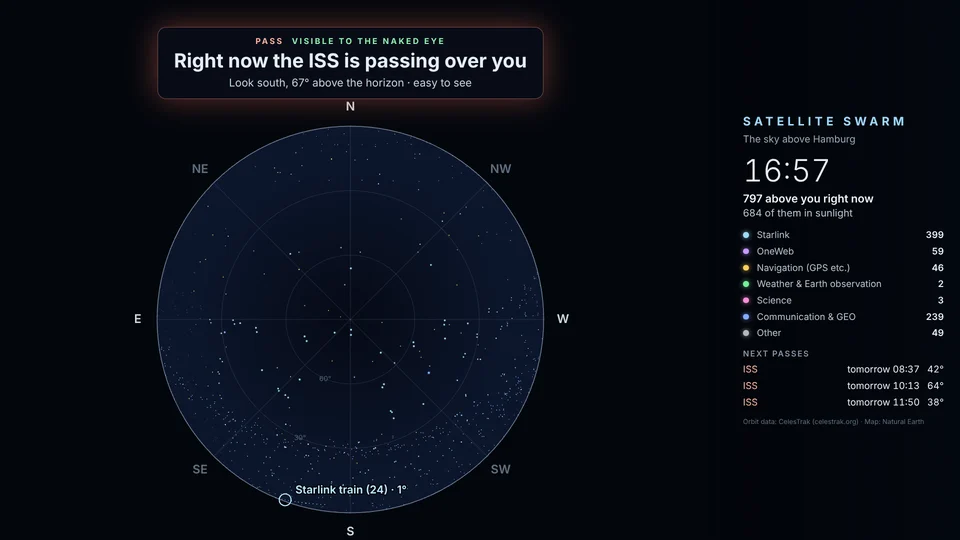 PASS VISIBLE TO THE NAKED EYE
Right now the ISS is passing over you
Look south, 67° above the horizon · easy to see
N
NE
NW
E
W
60°
30°
SE
SW
Starlink train (24) · 1°
S
SATELLITE SWARM
The sky above Hamburg
16:57
797 above you right now
684 of them in sunlight
Starlink 399
OneWeb 59
Navigation (GPS etc.) 46
Weather & Earth observation 2
Science 3
Communication & GEO 239
Other 49
NEXT PASSES
ISS tomorrow 08:37 42°
ISS tomorrow 10:13 64°
ISS tomorrow 11:50 38°
Orbit data: CelesTrak (celestrak.org) · Map: Natural Earth